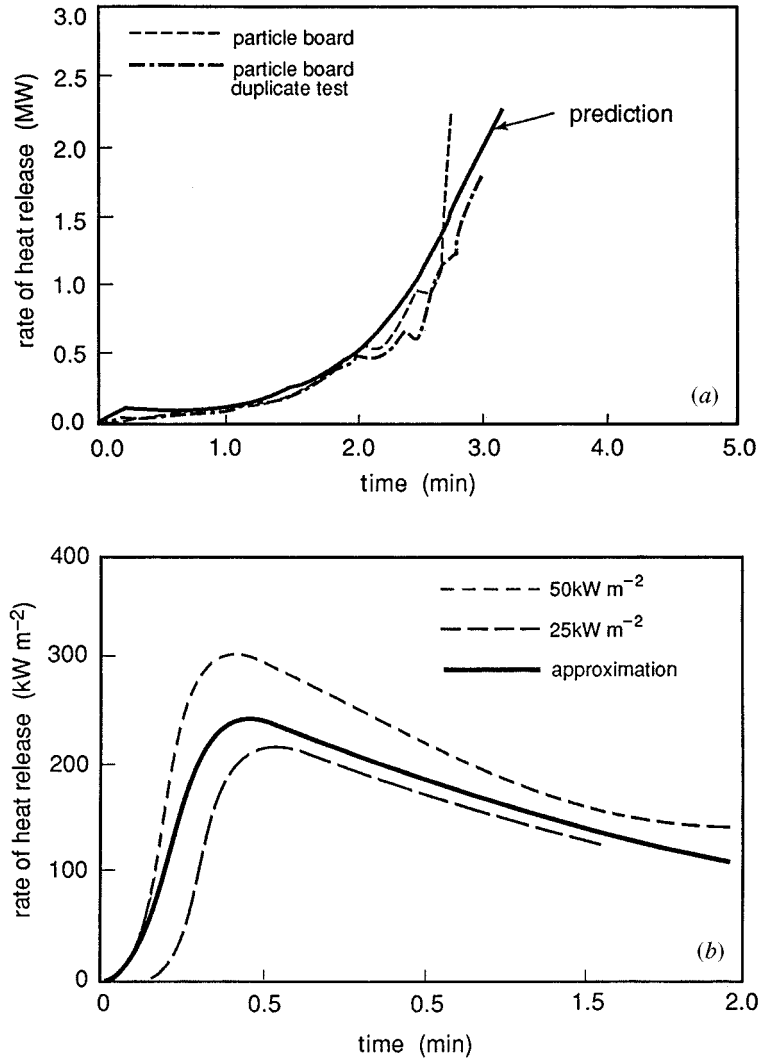 3.0
2.5
2.0
1.5
1.0
0.5
0.0
rate of heat release (MW)
particle board
particle board
duplicate test
prediction
(a)
0.0 1.0 2.0 3.0 4.0 5.0
time (min)
400
300
200
100
0
rate of heat release (kW m⁻²)
50kW m⁻²
25kW m⁻²
approximation
(b)
0 0.5 0.5 1.5 2.0
time (min)